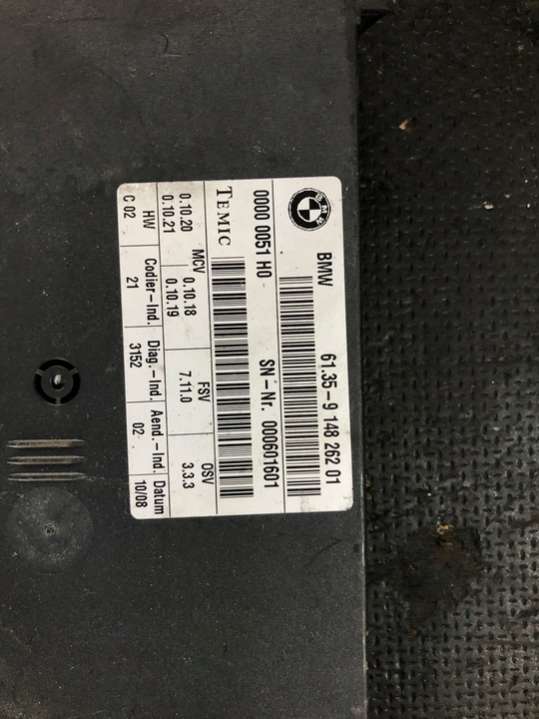 BMW
BMW 61.35-9 148 262 01
0000 0051 H0 SN-Nr. 000601601
TEMIC
MCV FSV OSV
0.10.20 0.10.18 7.11.0 3.3.3
0.10.21 0.10.19
HW Codier-Ind. Diag.-Ind. Aend.-Ind. Datum
C 02 21 3152 02 10/08